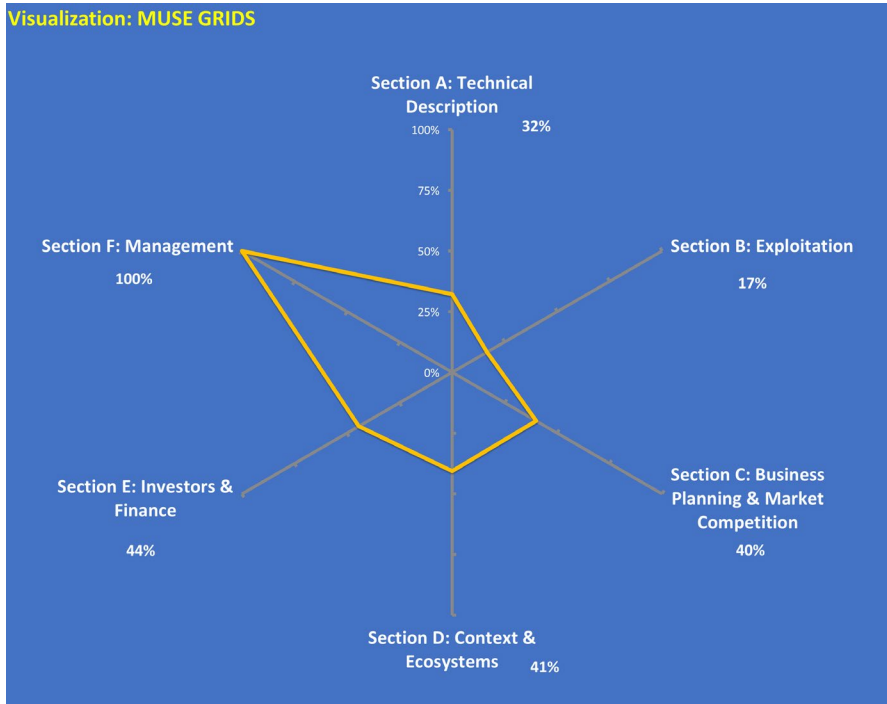 Visualization: MUSE GRIDS
Section A: Technical
Description
32%
100%
75%
50%
25%
0%
Section B: Exploitation
17%
Section C: Business
Planning & Market
Competition
40%
Section D: Context &
Ecosystems
41%
Section E: Investors &
Finance
44%
Section F: Management
100%